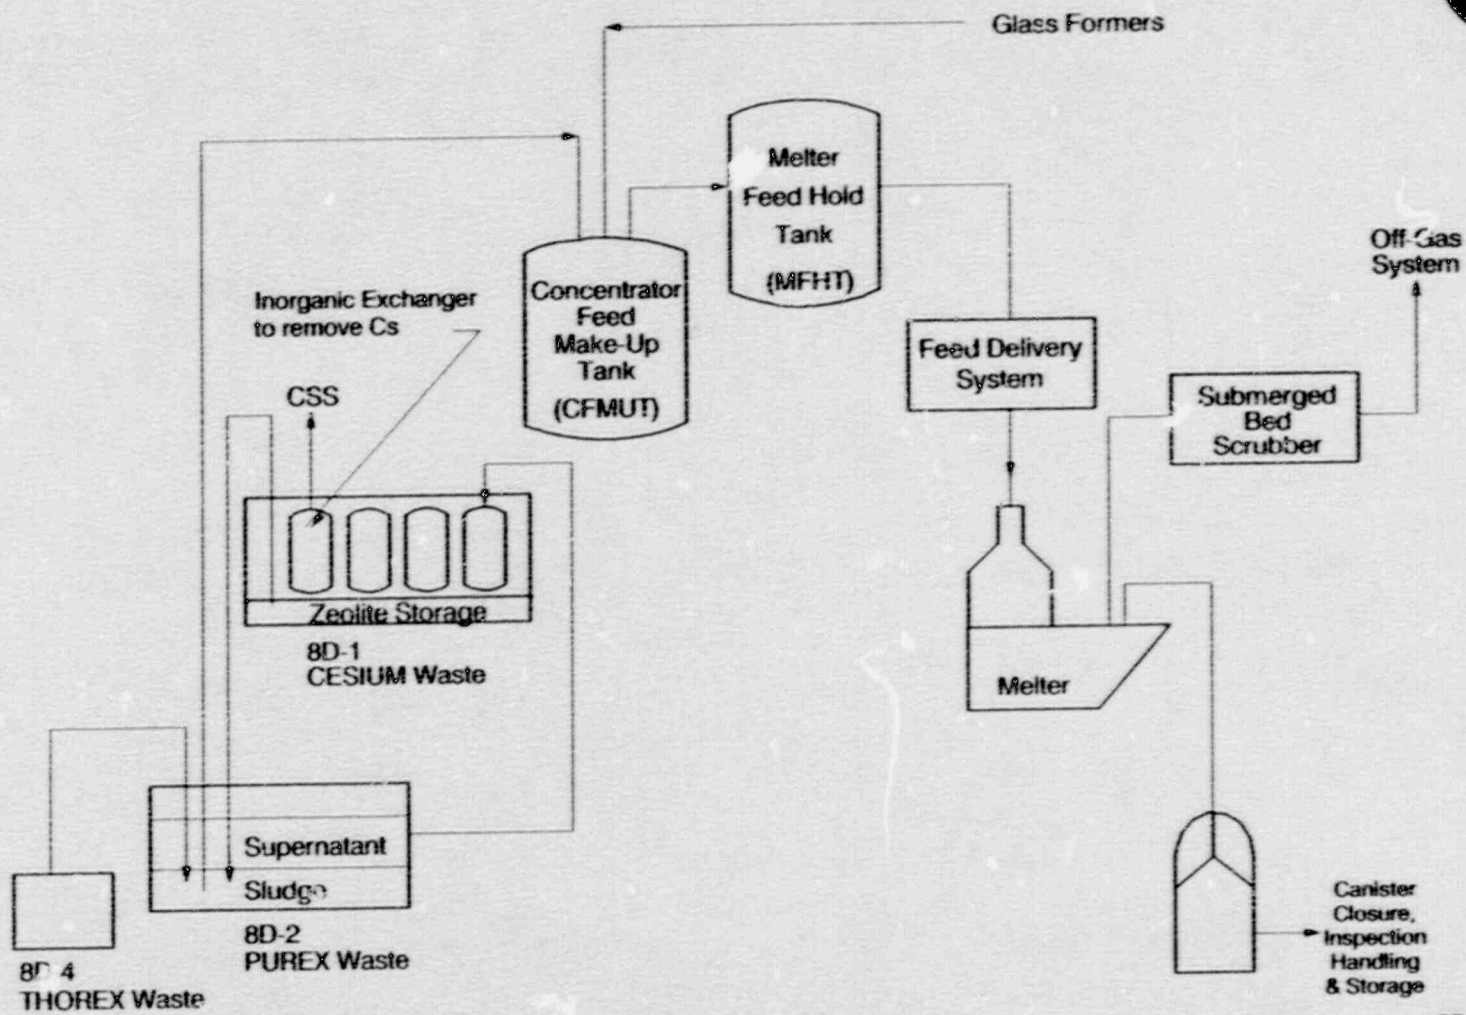 Glass Formers
Melter
Feed Hold
Tank
(MFHT)
Off-Gas
System
Inorganic Exchanger
to remove Cs
Concentrator
Feed
Make-Up
Tank
(CFMUT)
Feed Delivery
System
CSS
Submerged
Bed
Scrubber
Zeolite Storage
8D-1
CESIUM Waste
Melter
Supernatant
Sludge
8D-2
PUREX Waste
8D-4
THOREX Waste
Canister
Closure,
Inspection
Handling
& Storage